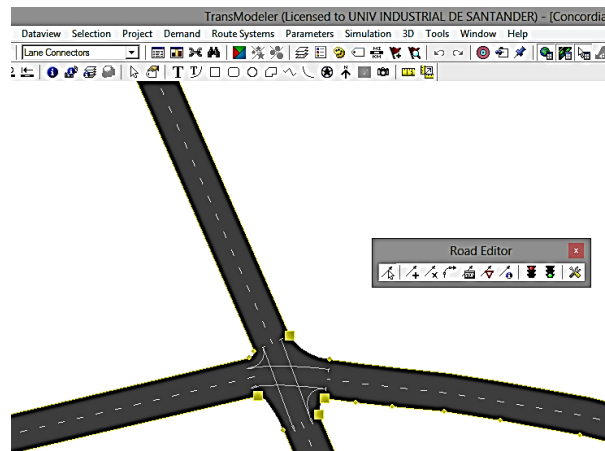 TransModeler (Licensed to UNIV INDUSTRIAL DE SANTANDER) - [Concordia
Dataview Selection Project Demand Route Systems Parameters Simulation 3D Tools Window Help
Lane Connectors
Road Editor